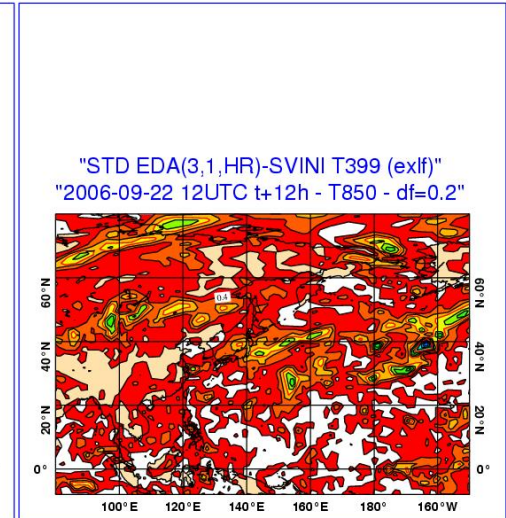 "STD EDA(3,1,HR)-SVINI T399 (exlf)"
"2006-09-22 12UTC t+12h - T850 - df=0.2"
60°N
60°N
0.4
40°N
40°N
20°N
20°N
0°
0°
100°E 120°E 140°E 160°E 180° 160°W